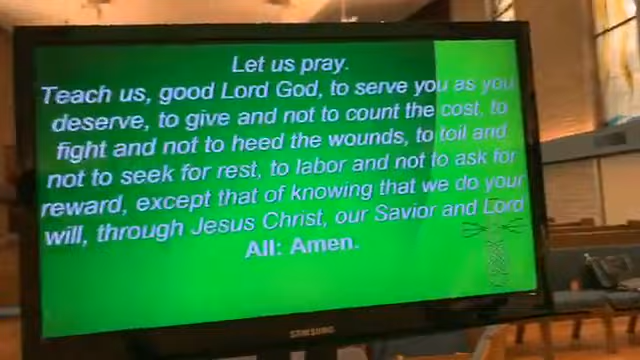 Let us pray.
Teach us, good Lord God, to serve you as you
deserve, to give and not to count the cost, to
fight and not to heed the wounds, to toil and
not to seek for rest, to labor and not to ask for
reward, except that of knowing that we do your
will, through Jesus Christ, our Savior and Lord
All: Amen.
SAMSUNG